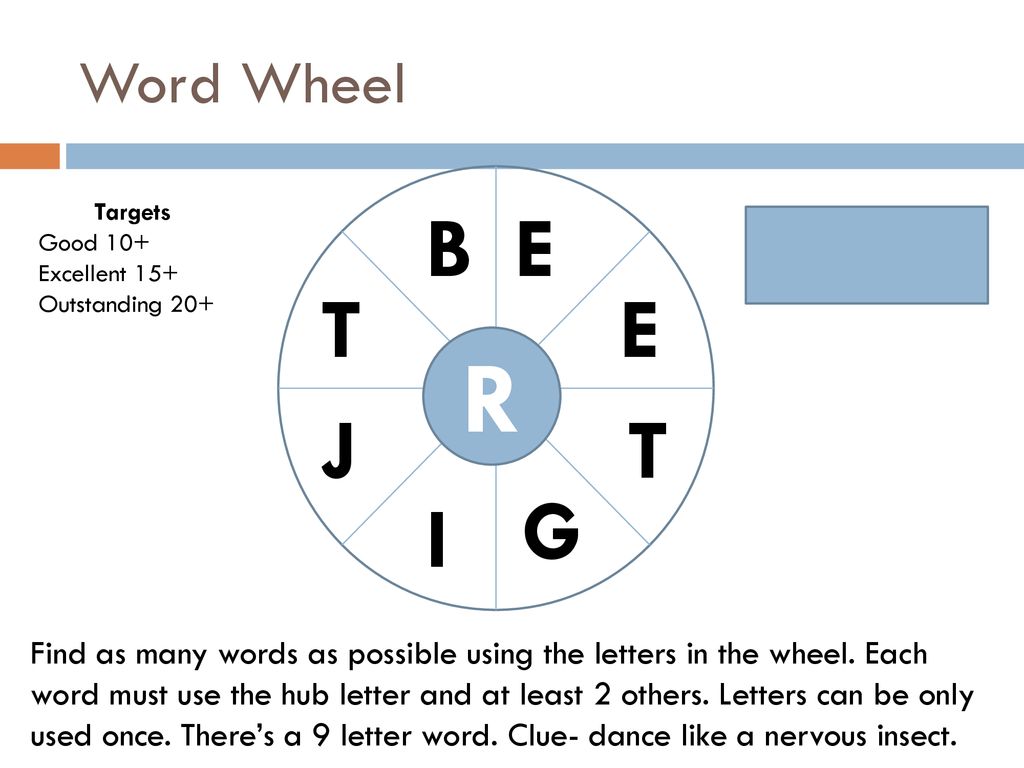 Word Wheel
Targets
Good 10+
Excellent 15+
Outstanding 20+
B E
T E
R
J T
I G
Find as many words as possible using the letters in the wheel. Each
word must use the hub letter and at least 2 others. Letters can be only
used once. There’s a 9 letter word. Clue- dance like a nervous insect.